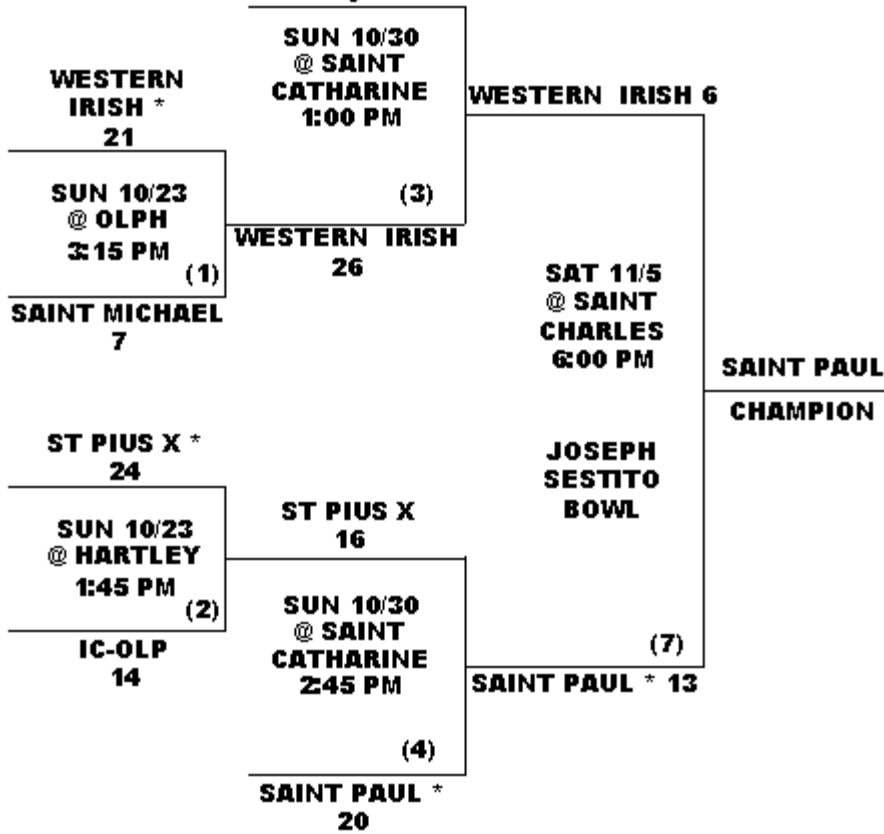 SUN 10/30
@ SAINT
CATHARINE
1:00 PM
(3)
WESTERN
IRISH *
21
SUN 10/23
@ OLPH
3:15 PM
(1)
SAINT MICHAEL
7
WESTERN IRISH
26
WESTERN IRISH 6
SAT 11/5
@ SAINT
CHARLES
6:00 PM
JOSEPH
SESTITO
BOWL
(7)
SAINT PAUL
CHAMPION
ST PIUS X *
24
SUN 10/23
@ HARTLEY
1:45 PM
(2)
IC-OLP
14
ST PIUS X
16
SUN 10/30
@ SAINT
CATHARINE
2:45 PM
(4)
SAINT PAUL *
20
SAINT PAUL * 13